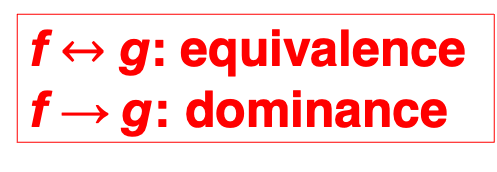 f ↔ g: equivalence
f → g: dominance